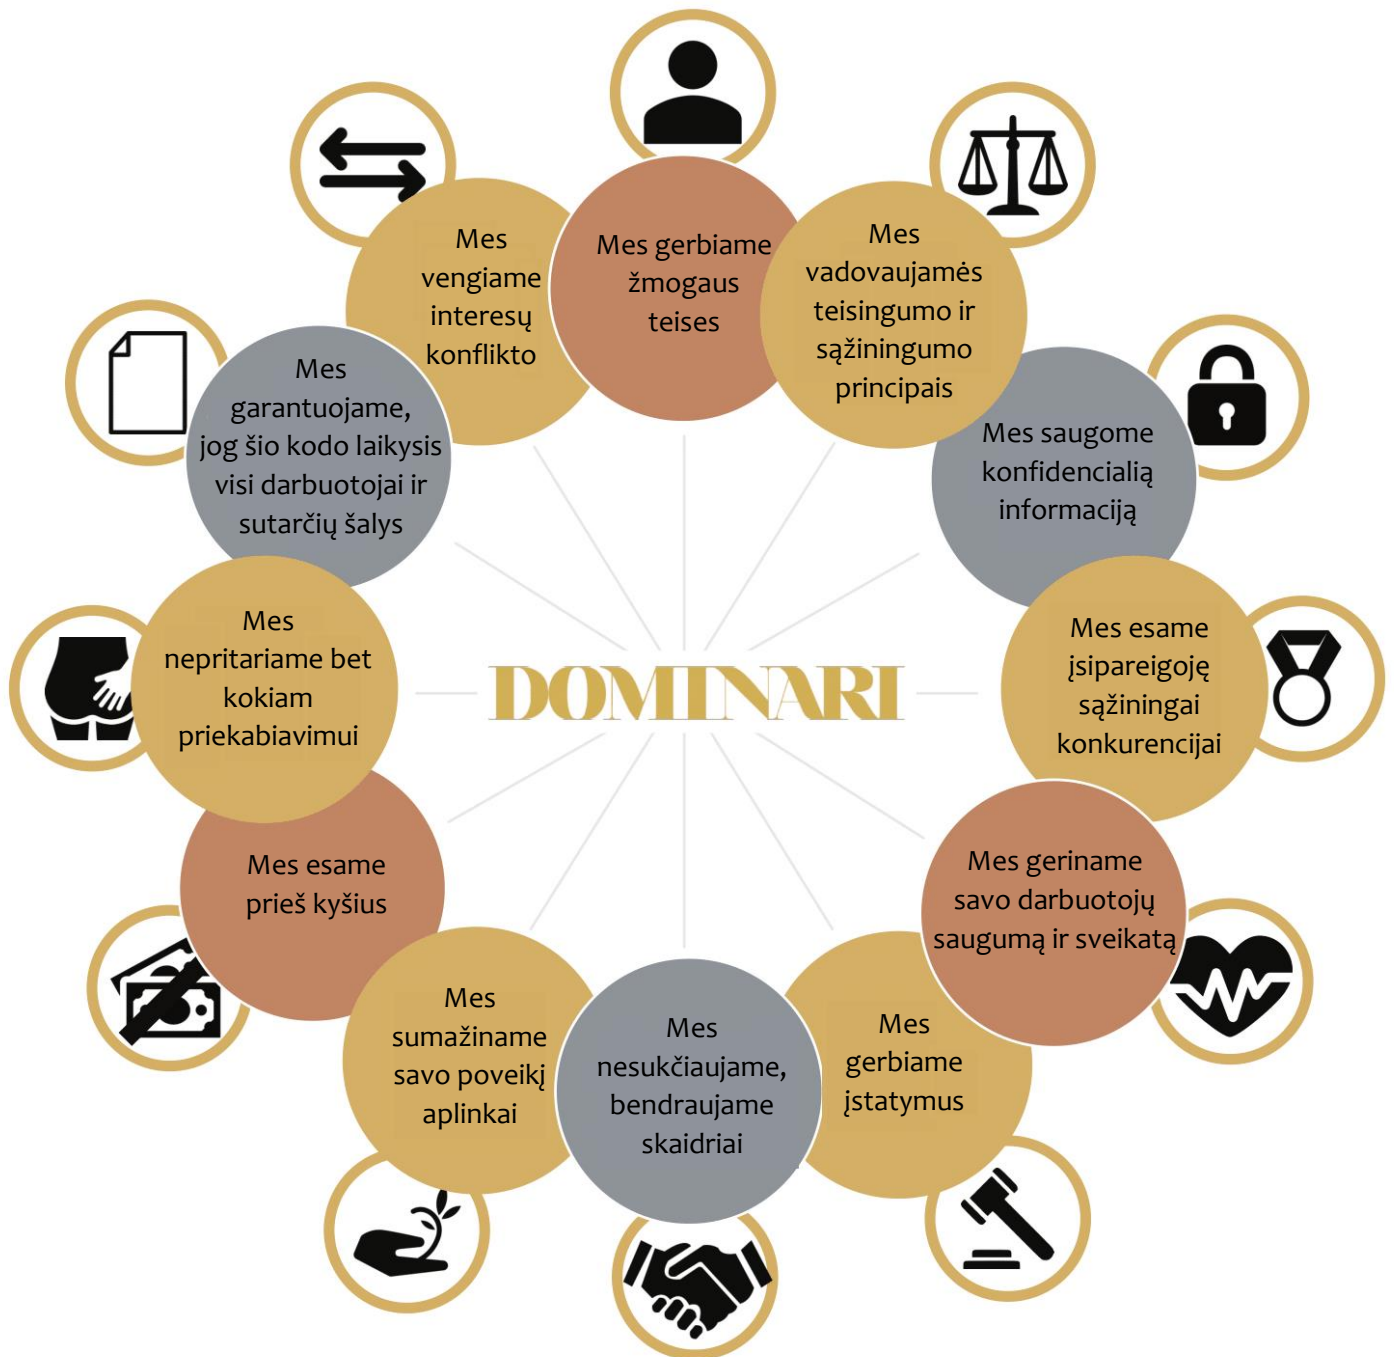 Mes gerbiame
žmogaus
teises
Mes
vadovaujamės
teisingumo ir
sąžiningumo
principais
Mes saugome
konfidencialią
informaciją
Mes esame
įsipareigoję
sąžiningai
konkurencijai
Mes geriname
savo darbuotojų
saugumą ir sveikatą
Mes
gerbiame
įstatymus
Mes
nesukčiaujame,
bendraujame
skaidriai
Mes
sumažiname
savo poveikį
aplinkai
Mes esame
prieš kyšius
Mes
nepritariame bet
kokiam
priekabiavimui
Mes
garantuojame,
jog šio kodo laikysis
visi darbuotojai ir
sutarčių šalys
Mes
vengiame
interesų
konflikto
DOMINARI